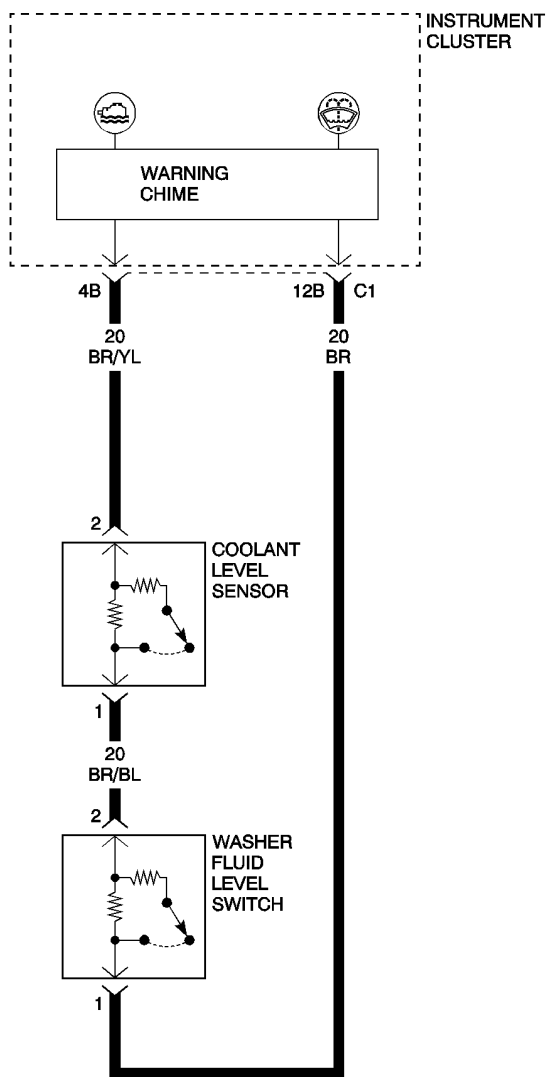 INSTRUMENT
CLUSTER
WARNING
CHIME
4B
12B C1
20
BR/YL
20
BR
2
COOLANT
LEVEL
SENSOR
1
20
BR/BL
2
WASHER
FLUID
LEVEL
SWITCH
1